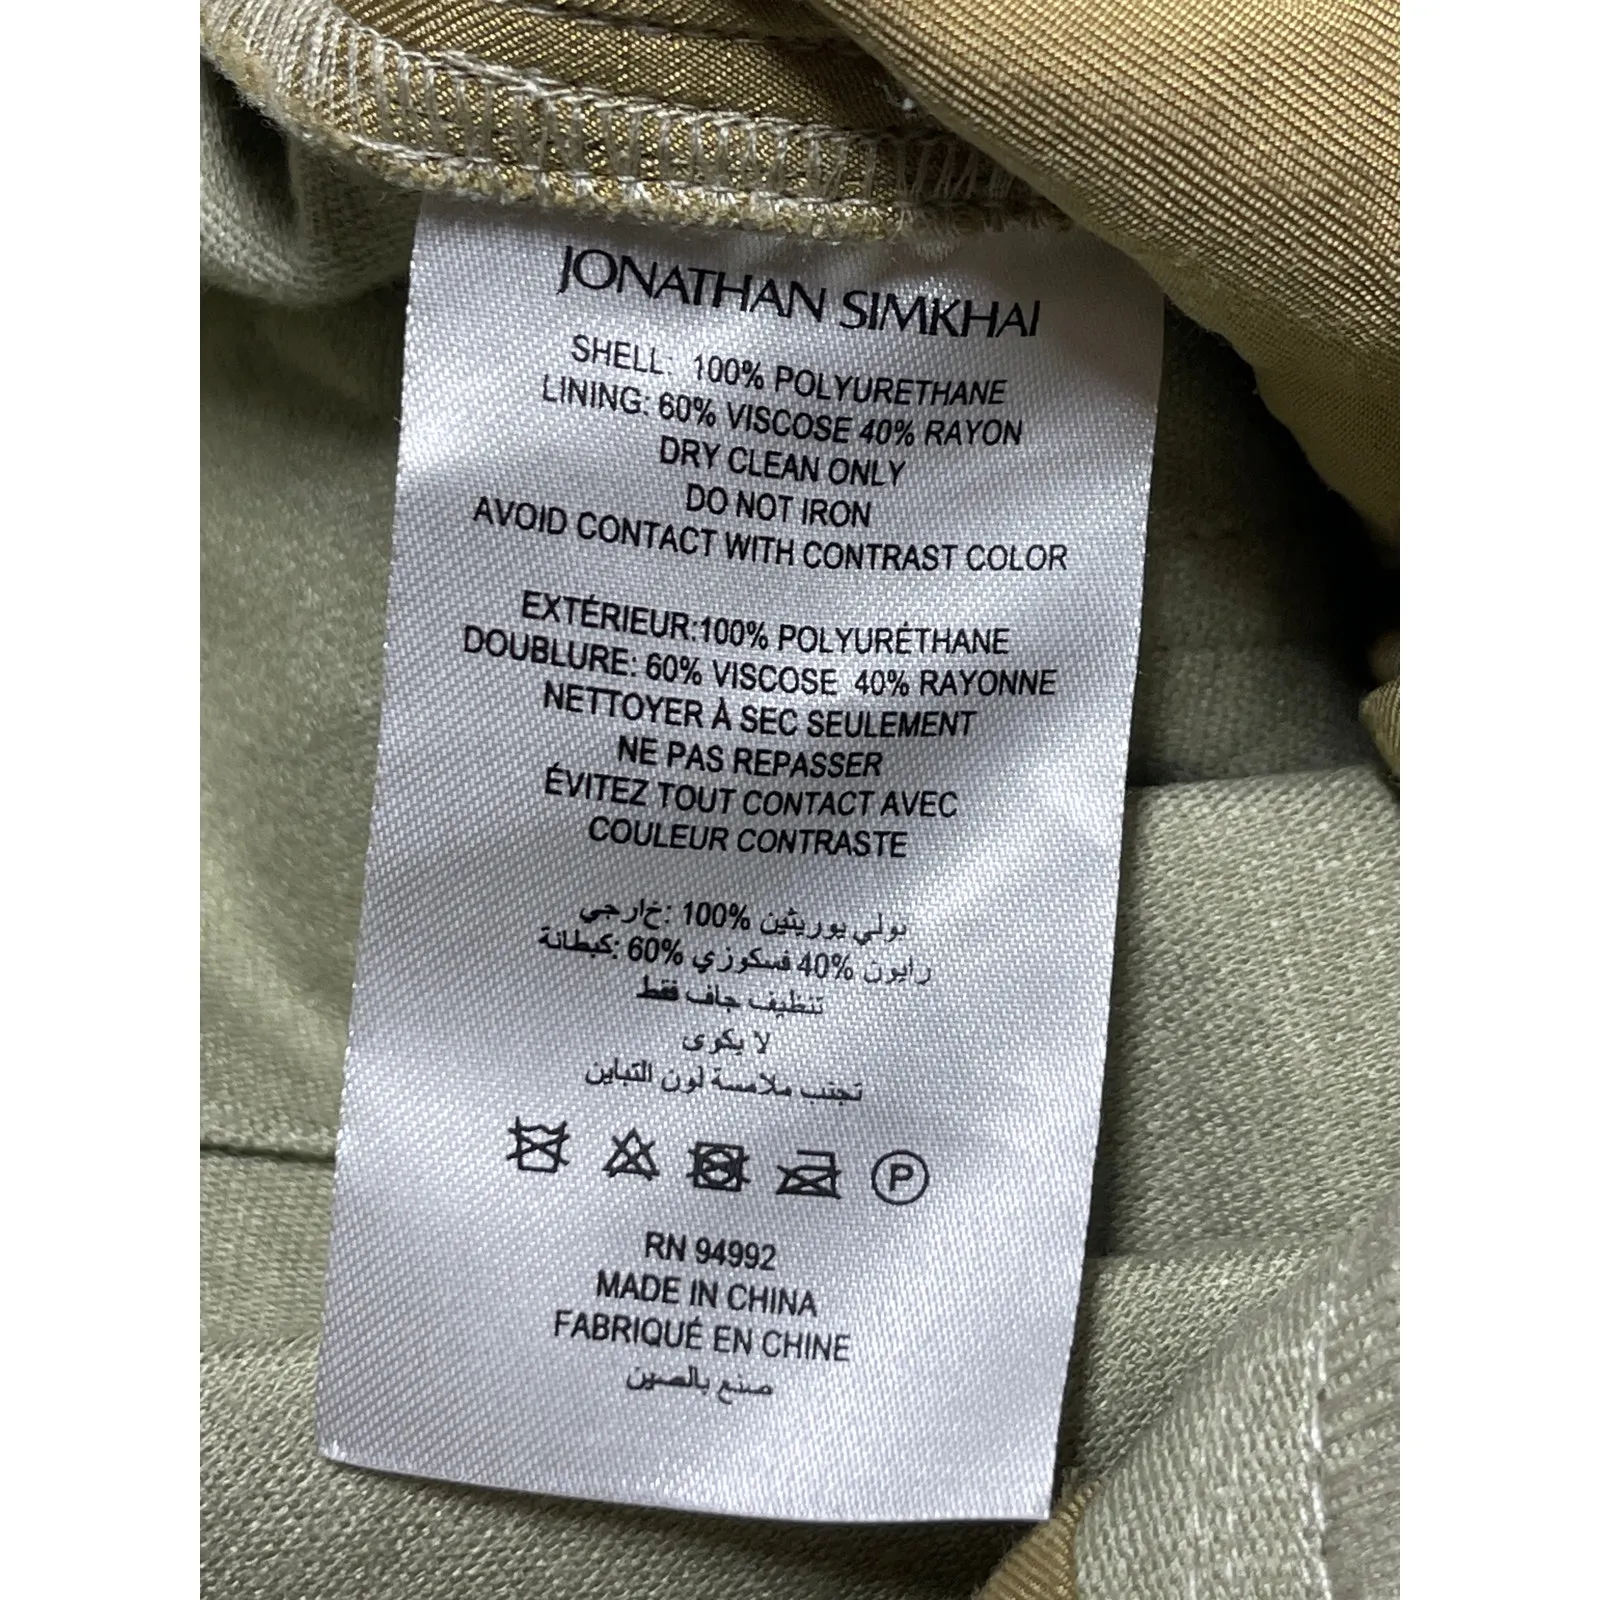 JONATHAN SIMKHAI
SHELL: 100% POLYURETHANE
LINING: 60% VISCOSE 40% RAYON
DRY CLEAN ONLY
DO NOT IRON
AVOID CONTACT WITH CONTRAST COLOR
EXTÉRIEUR:100% POLYURÉTHANE
DOUBLURE: 60% VISCOSE 40% RAYONNE
NETTOYER À SEC SEULEMENT
NE PAS REPASSER
ÉVITEZ TOUT CONTACT AVEC
COULEUR CONTRASTE
خارجي: 100% بولي يوريثين
كبطانة: 60% فسكوزي 40% رايون
تنظيف جاف فقط
لا يكوى
تجنب ملامسة لون التباين
P
RN 94992
MADE IN CHINA
FABRIQUÉ EN CHINE
صنع بالصين